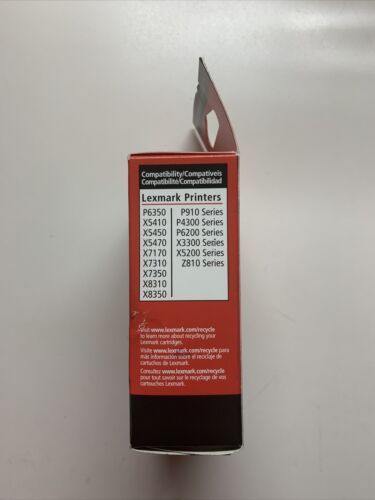 Compatibility/Compatíveis
Compatibilité/Compatibilidad
Lexmark Printers
P6350
X5410
X5450
X5470
X7170
X7310
X7350
X8310
X8350
P910 Series
P4300 Series
P6200 Series
X3300 Series
X5200 Series
Z810 Series
Visit www.lexmark.com/recycle
to learn more about recycling your
Lexmark cartridges.
Visite www.lexmark.com/recycle para
más información sobre el reciclaje de
cartuchos de Lexmark.
Consultez www.lexmark.com/recycle
pour tout savoir sur le recyclage de vos
cartouches Lexmark.